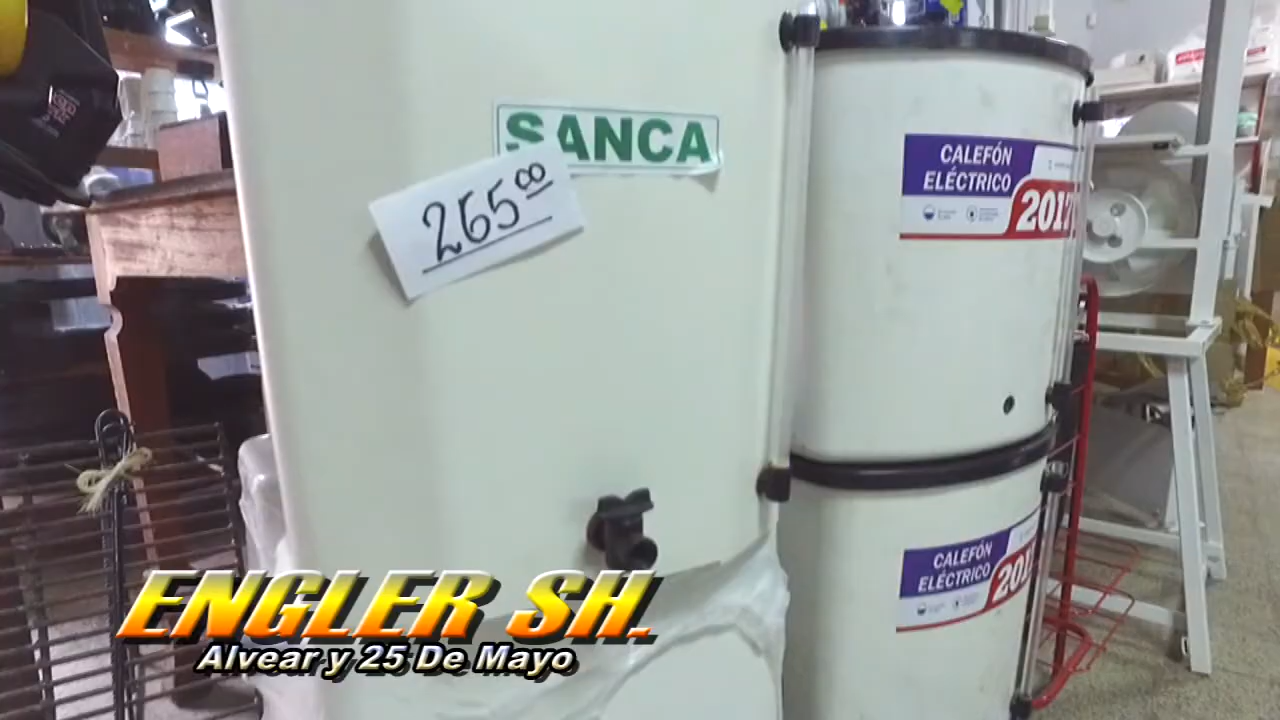 SANCA
265⁰⁰
CALEFÓN
ELÉCTRICO
2017
CALEFÓN
ELÉCTRICO
201
ENGLER SH.
Alvear y 25 De Mayo